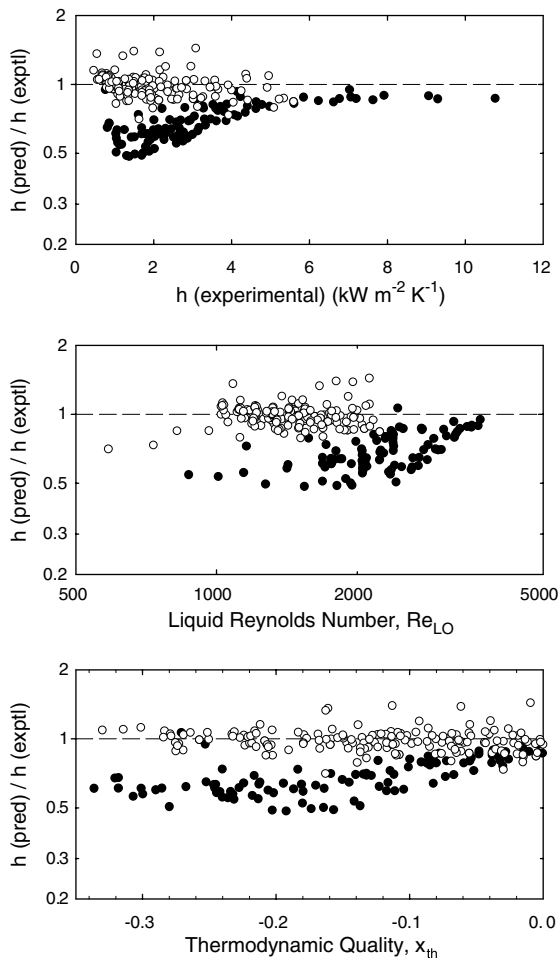 2
1
0.5
0.3
0.2
h (pred) / h (exptl)
0 2 4 6 8 10 12
h (experimental) (kW m⁻² K⁻¹)
2
1
0.5
0.3
0.2
h (pred) / h (exptl)
500 1000 2000 5000
Liquid Reynolds Number, Re_LO
2
1
0.5
0.3
0.2
h (pred) / h (exptl)
-0.3 -0.2 -0.1 0.0
Thermodynamic Quality, x_th